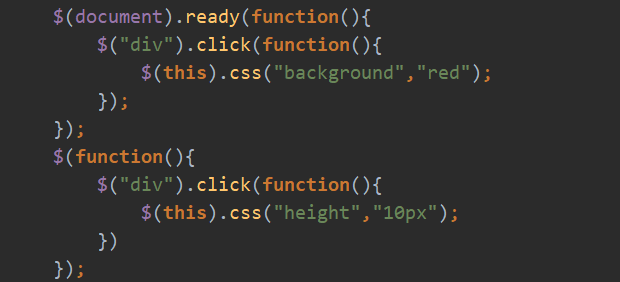 $(document).ready(function(){
    $("div").click(function(){
        $(this).css("background","red");
    });
});
$(function(){
    $("div").click(function(){
        $(this).css("height","10px");
    })
});